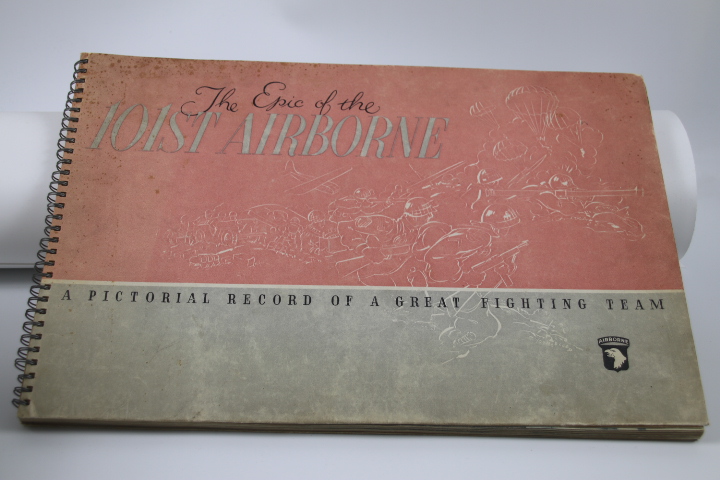 The Epic of the
101ST AIRBORNE
A PICTORIAL RECORD OF A GREAT FIGHTING TEAM
AIRBORNE